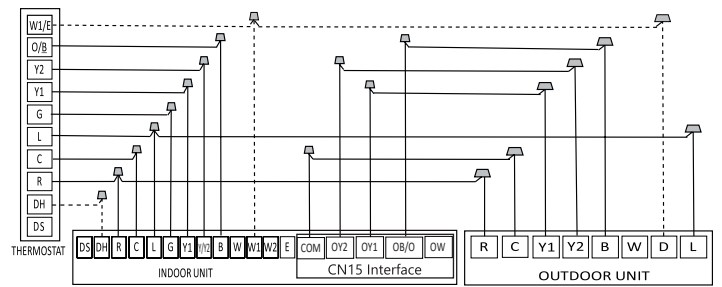 W1/E
O/B
Y2
Y1
G
L
C
R
DH
DS
THERMOSTAT
DS DH R C L G Y1 Y/Y2 B W W1 W2 E
COM OY2 OY1 OB/O OW
R C Y1 Y2 B W D L
INDOOR UNIT
CN15 Interface
OUTDOOR UNIT